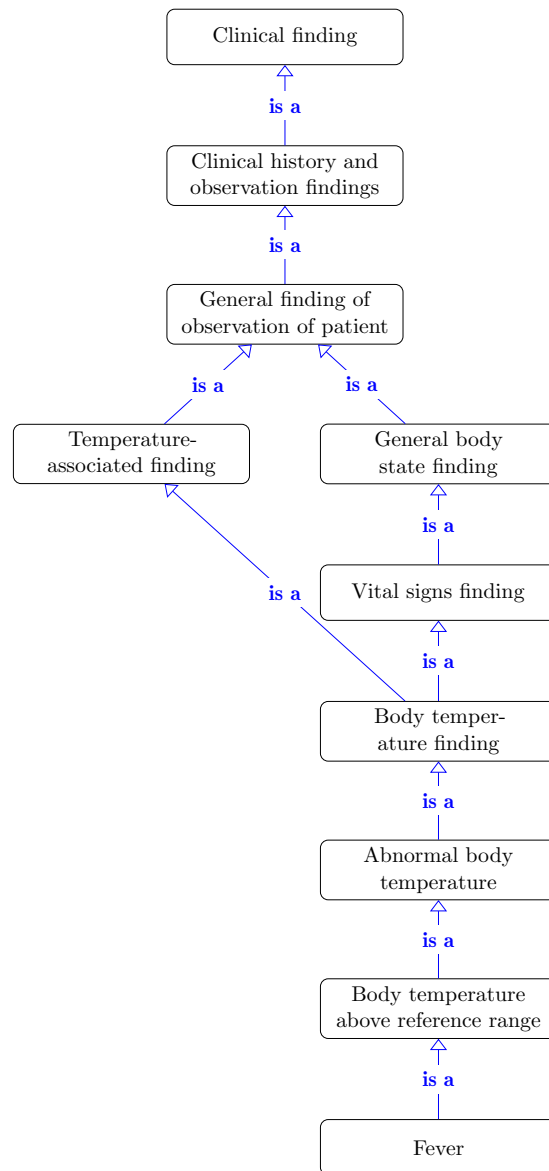 Clinical finding
is a
Clinical history and
observation findings
is a
General finding of
observation of patient
is a
is a
Temperature-
associated finding
General body
state finding
is a
Vital signs finding
is a
is a
Body temper-
ature finding
is a
Abnormal body
temperature
is a
Body temperature
above reference range
is a
Fever